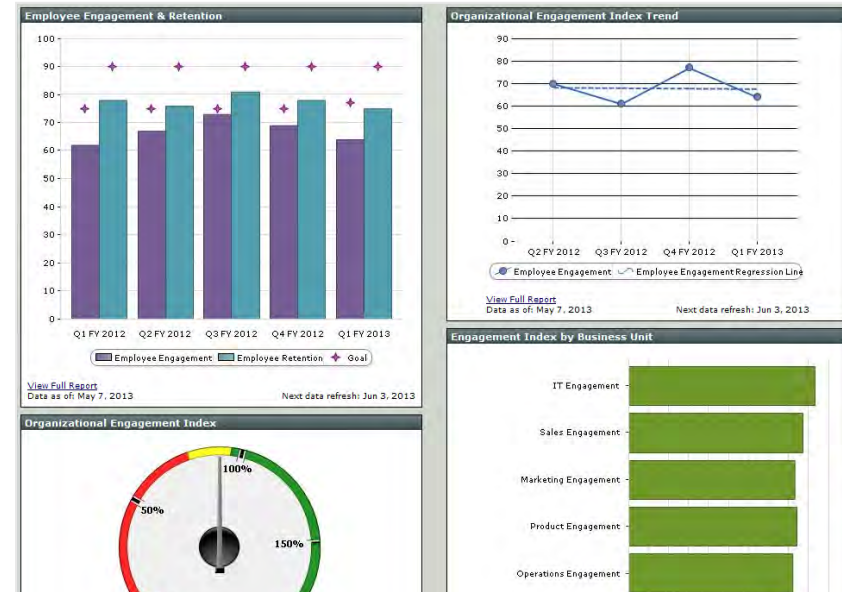 Employee Engagement & Retention
100
90
80
70
60
50
40
30
20
10
0
Q1 FY 2012 Q2 FY 2012 Q3 FY 2012 Q4 FY 2012 Q1 FY 2013
Employee Engagement Employee Retention Goal
View Full Report
Data as of: May 7, 2013 Next data refresh: Jun 3, 2013
Organizational Engagement Index
50%
100%
150%
Organizational Engagement Index Trend
90
80
70
60
50
40
30
20
10
0
Q2 FY 2012 Q3 FY 2012 Q4 FY 2012 Q1 FY 2013
Employee Engagement Employee Engagement Regression Line
View Full Report
Data as of: May 7, 2013 Next data refresh: Jun 3, 2013
Engagement Index by Business Unit
IT Engagement
Sales Engagement
Marketing Engagement
Product Engagement
Operations Engagement